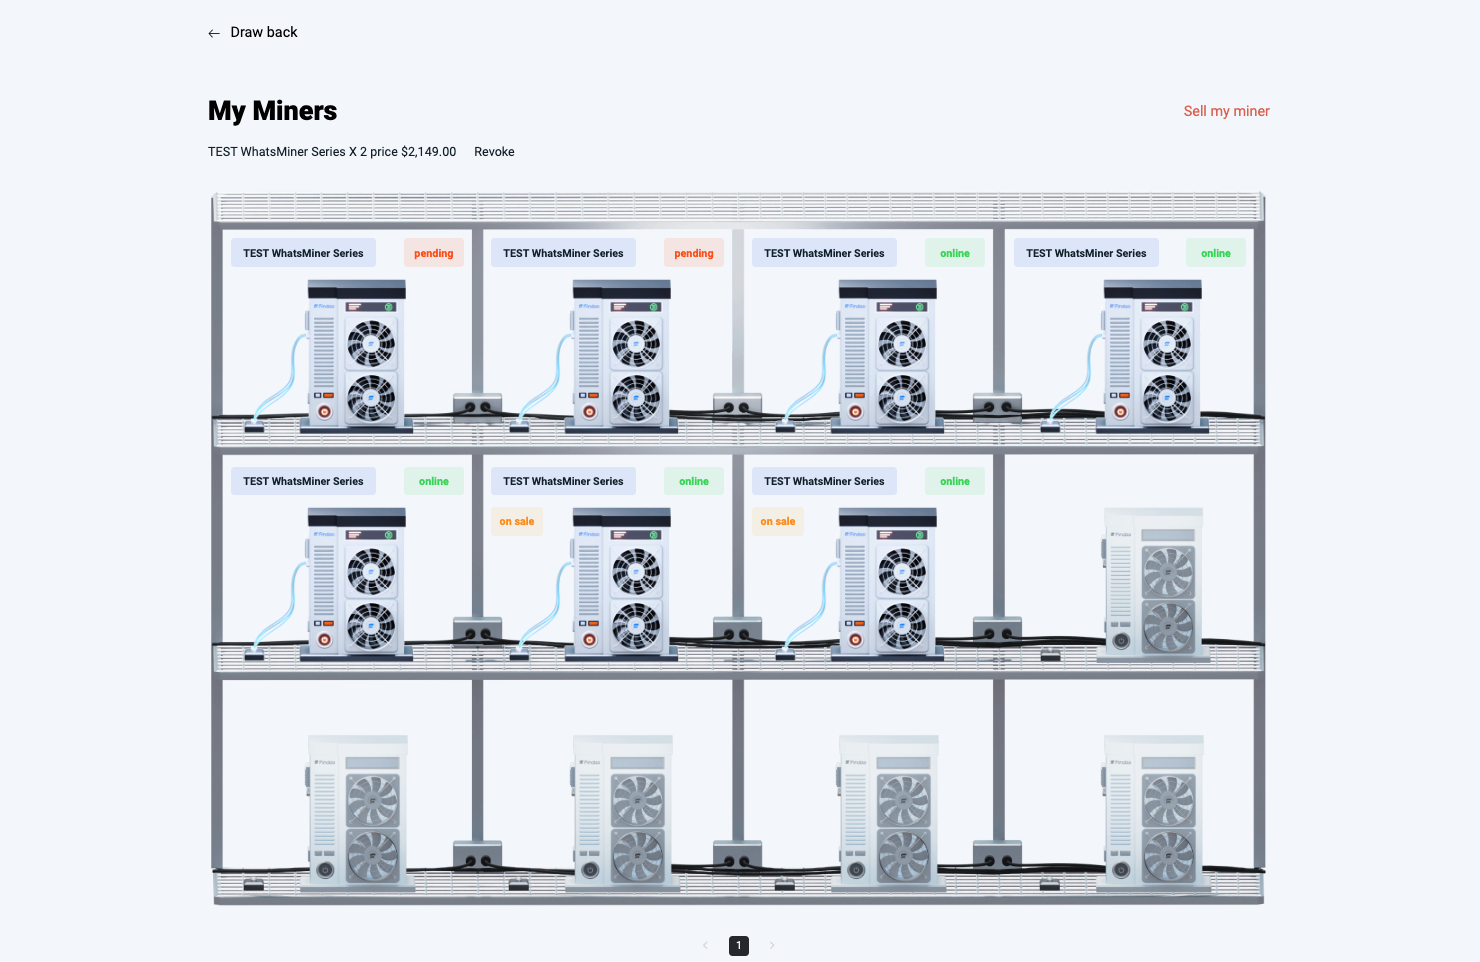 ← Draw back
My Miners
Sell my miner
TEST WhatsMiner Series X 2 price $2,149.00 Revoke
TEST WhatsMiner Series pending
TEST WhatsMiner Series pending
TEST WhatsMiner Series online
TEST WhatsMiner Series online
TEST WhatsMiner Series online
TEST WhatsMiner Series online
on sale
TEST WhatsMiner Series online
on sale
1